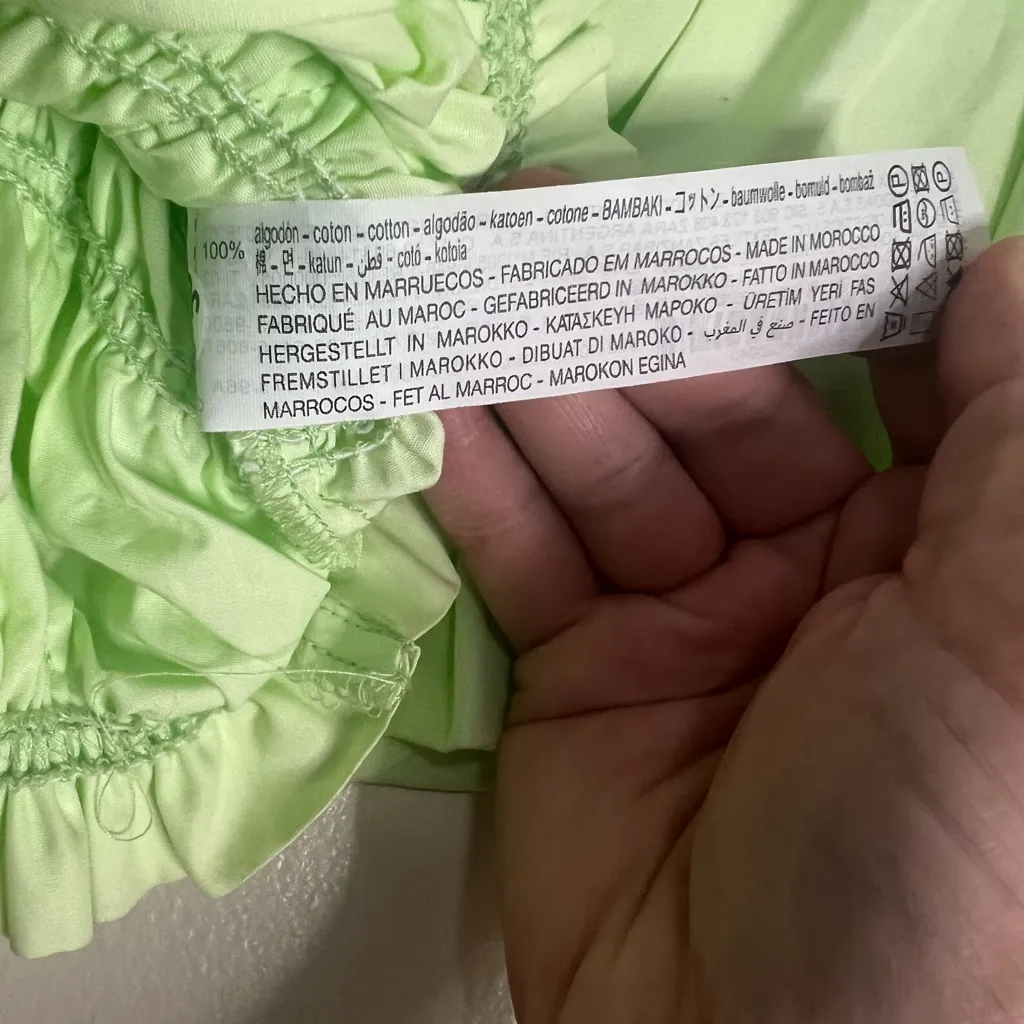 100% algodón - coton - cotton - algodão - katoen - cotone - BAMBAKI - コットン - baumwolle - bomuld - bombaž
棉 - 면 - katun - قطن - cotó - kotoia
HECHO EN MARRUECOS - FABRICADO EM MARROCOS - MADE IN MOROCCO
FABRIQUÉ AU MAROC - GEFABRICEERD IN MAROKKO - FATTO IN MAROCCO
HERGESTELLT IN MAROKKO - ΚΑΤΑΣΚΕΥΗ ΜΑΡΟΚΟ - ÜRETİM YERİ FAS
FREMSTILLET I MAROKKO - DIBUAT DI MAROKO - صنع في المغرب - FEITO EN
MARROCOS - FET AL MARROC - MAROKON EGINA